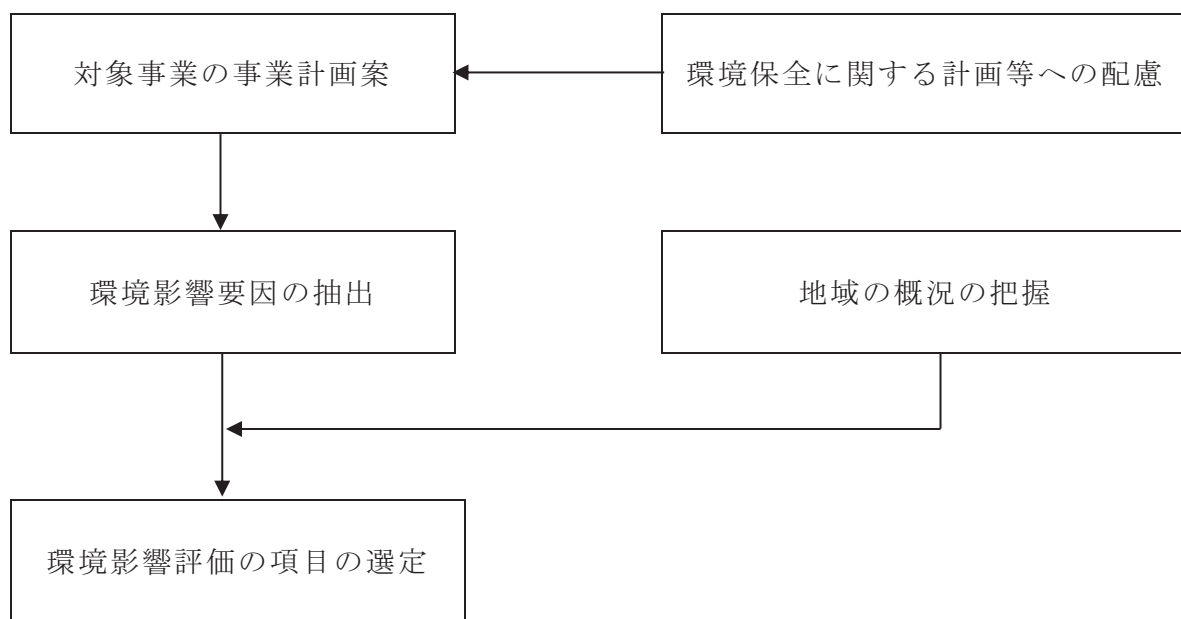 対象事業の事業計画案
環境保全に関する計画等への配慮
環境影響要因の抽出
地域の概況の把握
環境影響評価の項目の選定